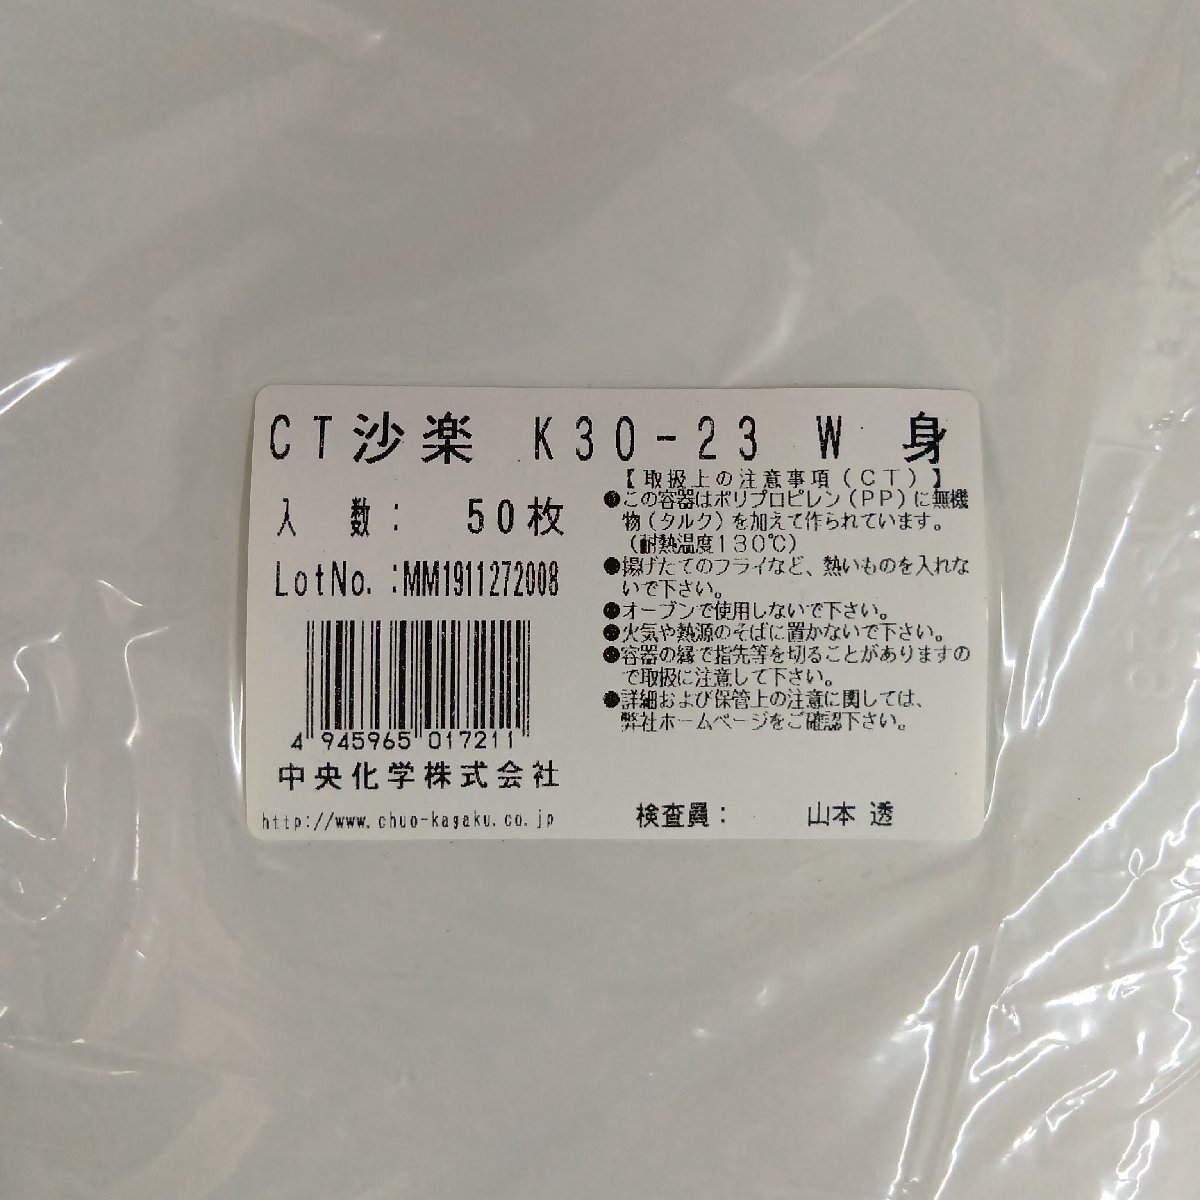 CT沙楽 K30-23 W 身
入 数: 50枚
LotNo. :MM1911272008
4 945965 017211
中央化学株式会社
http://www.chuo-kagaku.co.jp
【取扱上の注意事項(CT)】
●この容器はポリプロピレン(PP)に無機
物(タルク)を加えて作られています。
(耐熱温度130℃)
●揚げたてのフライなど、熱いものを入れな
いで下さい。
●オーブンで使用しないで下さい。
●火気や熱源のそばに置かないで下さい。
●容器の縁で指先等を切ることがありますの
で取扱に注意して下さい。
●詳細および保管上の注意に関しては、
弊社ホームページをご確認下さい。
検査員: 山本 透